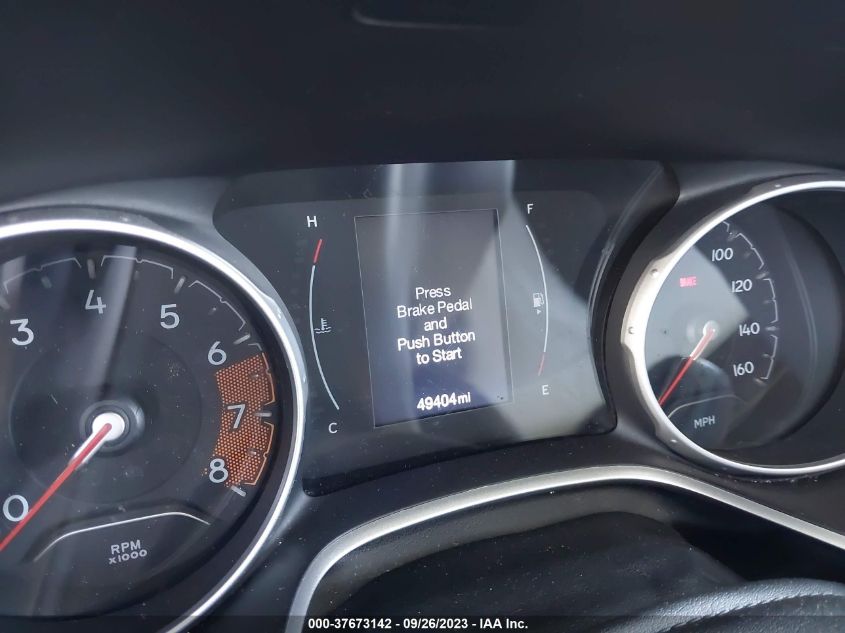 0
3
4
5
6
7
8
RPM
x1000
H
C
Press
Brake Pedal
and
Push Button
to Start
49404mi
F
E
BRAKE
100
120
140
160
MPH
000-37673142 - 09/26/2023 - IAA Inc.